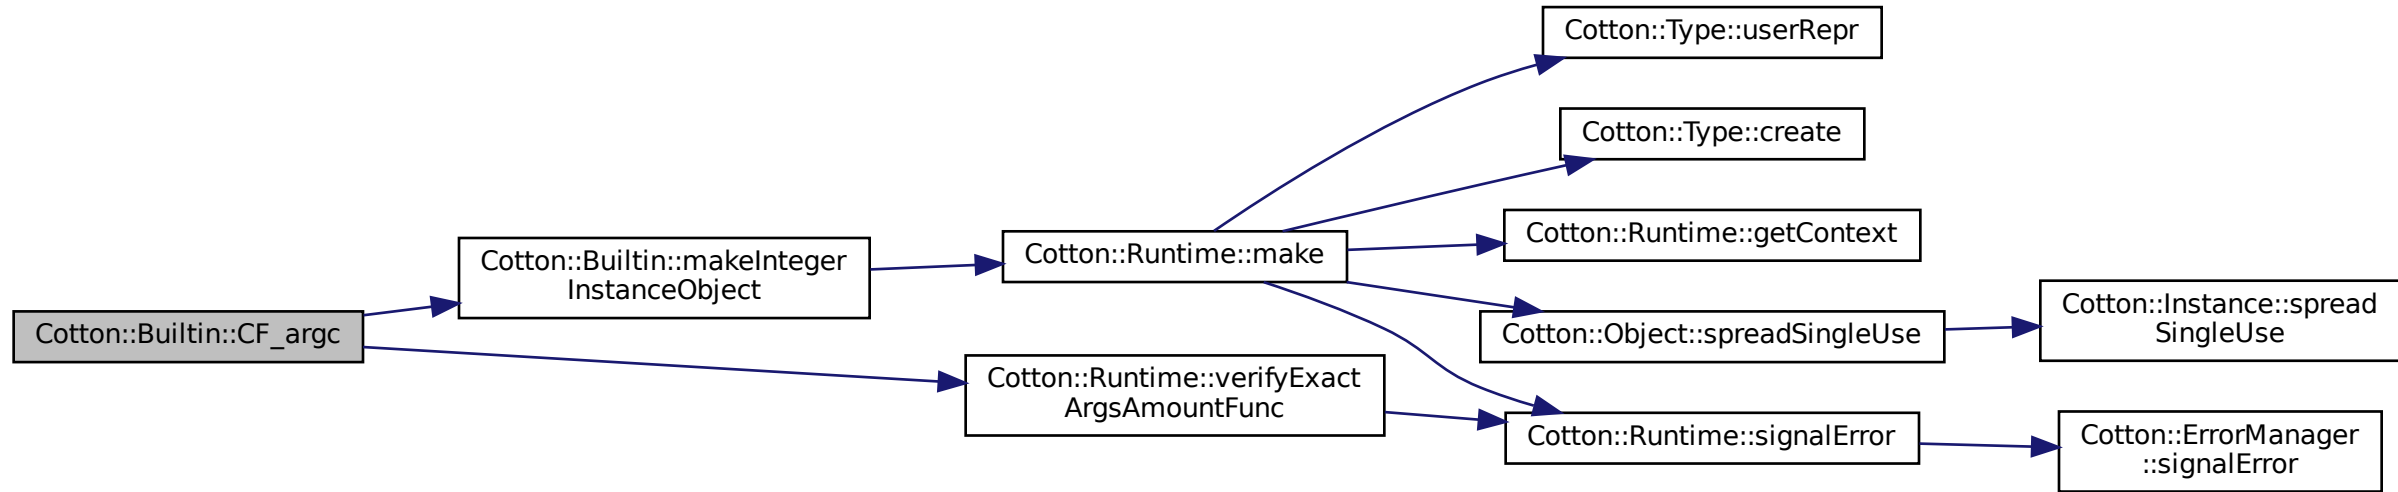 Cotton::Type::userRepr
Cotton::Type::create
Cotton::Runtime::getContext
Cotton::Builtin::makeInteger
InstanceObject
Cotton::Runtime::make
Cotton::Instance::spread
SingleUse
Cotton::Builtin::CF_argc
Cotton::Object::spreadSingleUse
Cotton::Runtime::verifyExact
ArgsAmountFunc
Cotton::Runtime::signalError
Cotton::ErrorManager
::signalError